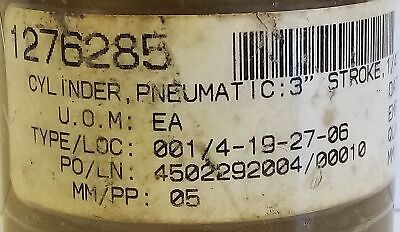 1276285
CYLINDER,PNEUMATIC:3" STROKE,1/
U.O.M: EA
TYPE/LOC: 001/4-19-27-06
PO/LN: 4502292004/00010
MM/PP: 05